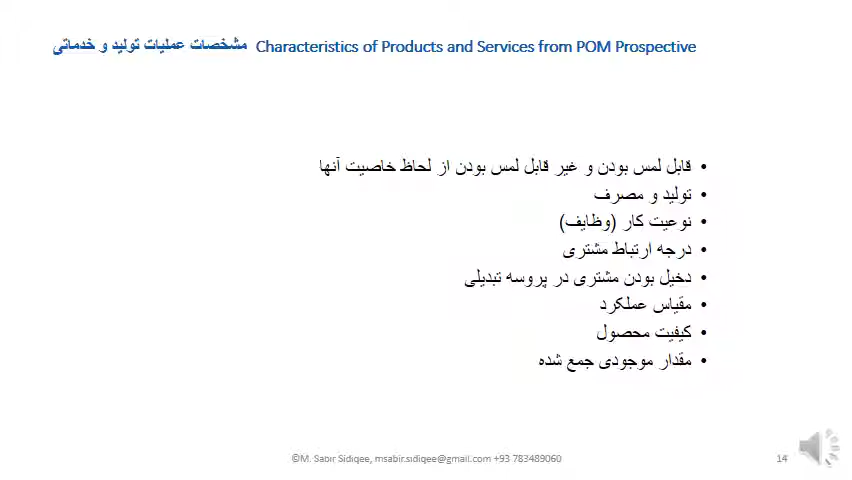 مشخصات عملیات تولید و خدماتی Characteristics of Products and Services from POM Prospective
• قابل لمس بودن و غیر قابل لمس بودن از لحاظ خاصیت آنها
• تولید و مصرف
• نوعیت کار (وظایف)
• درجه ارتباط مشتری
• دخیل بودن مشتری در پروسه تبدیلی
• مقیاس عملکرد
• کیفیت محصول
• مقدار موجودی جمع شده
©M. Sabir Sidiqee, msabir.sidiqee@gmail.com +93 783489060
14